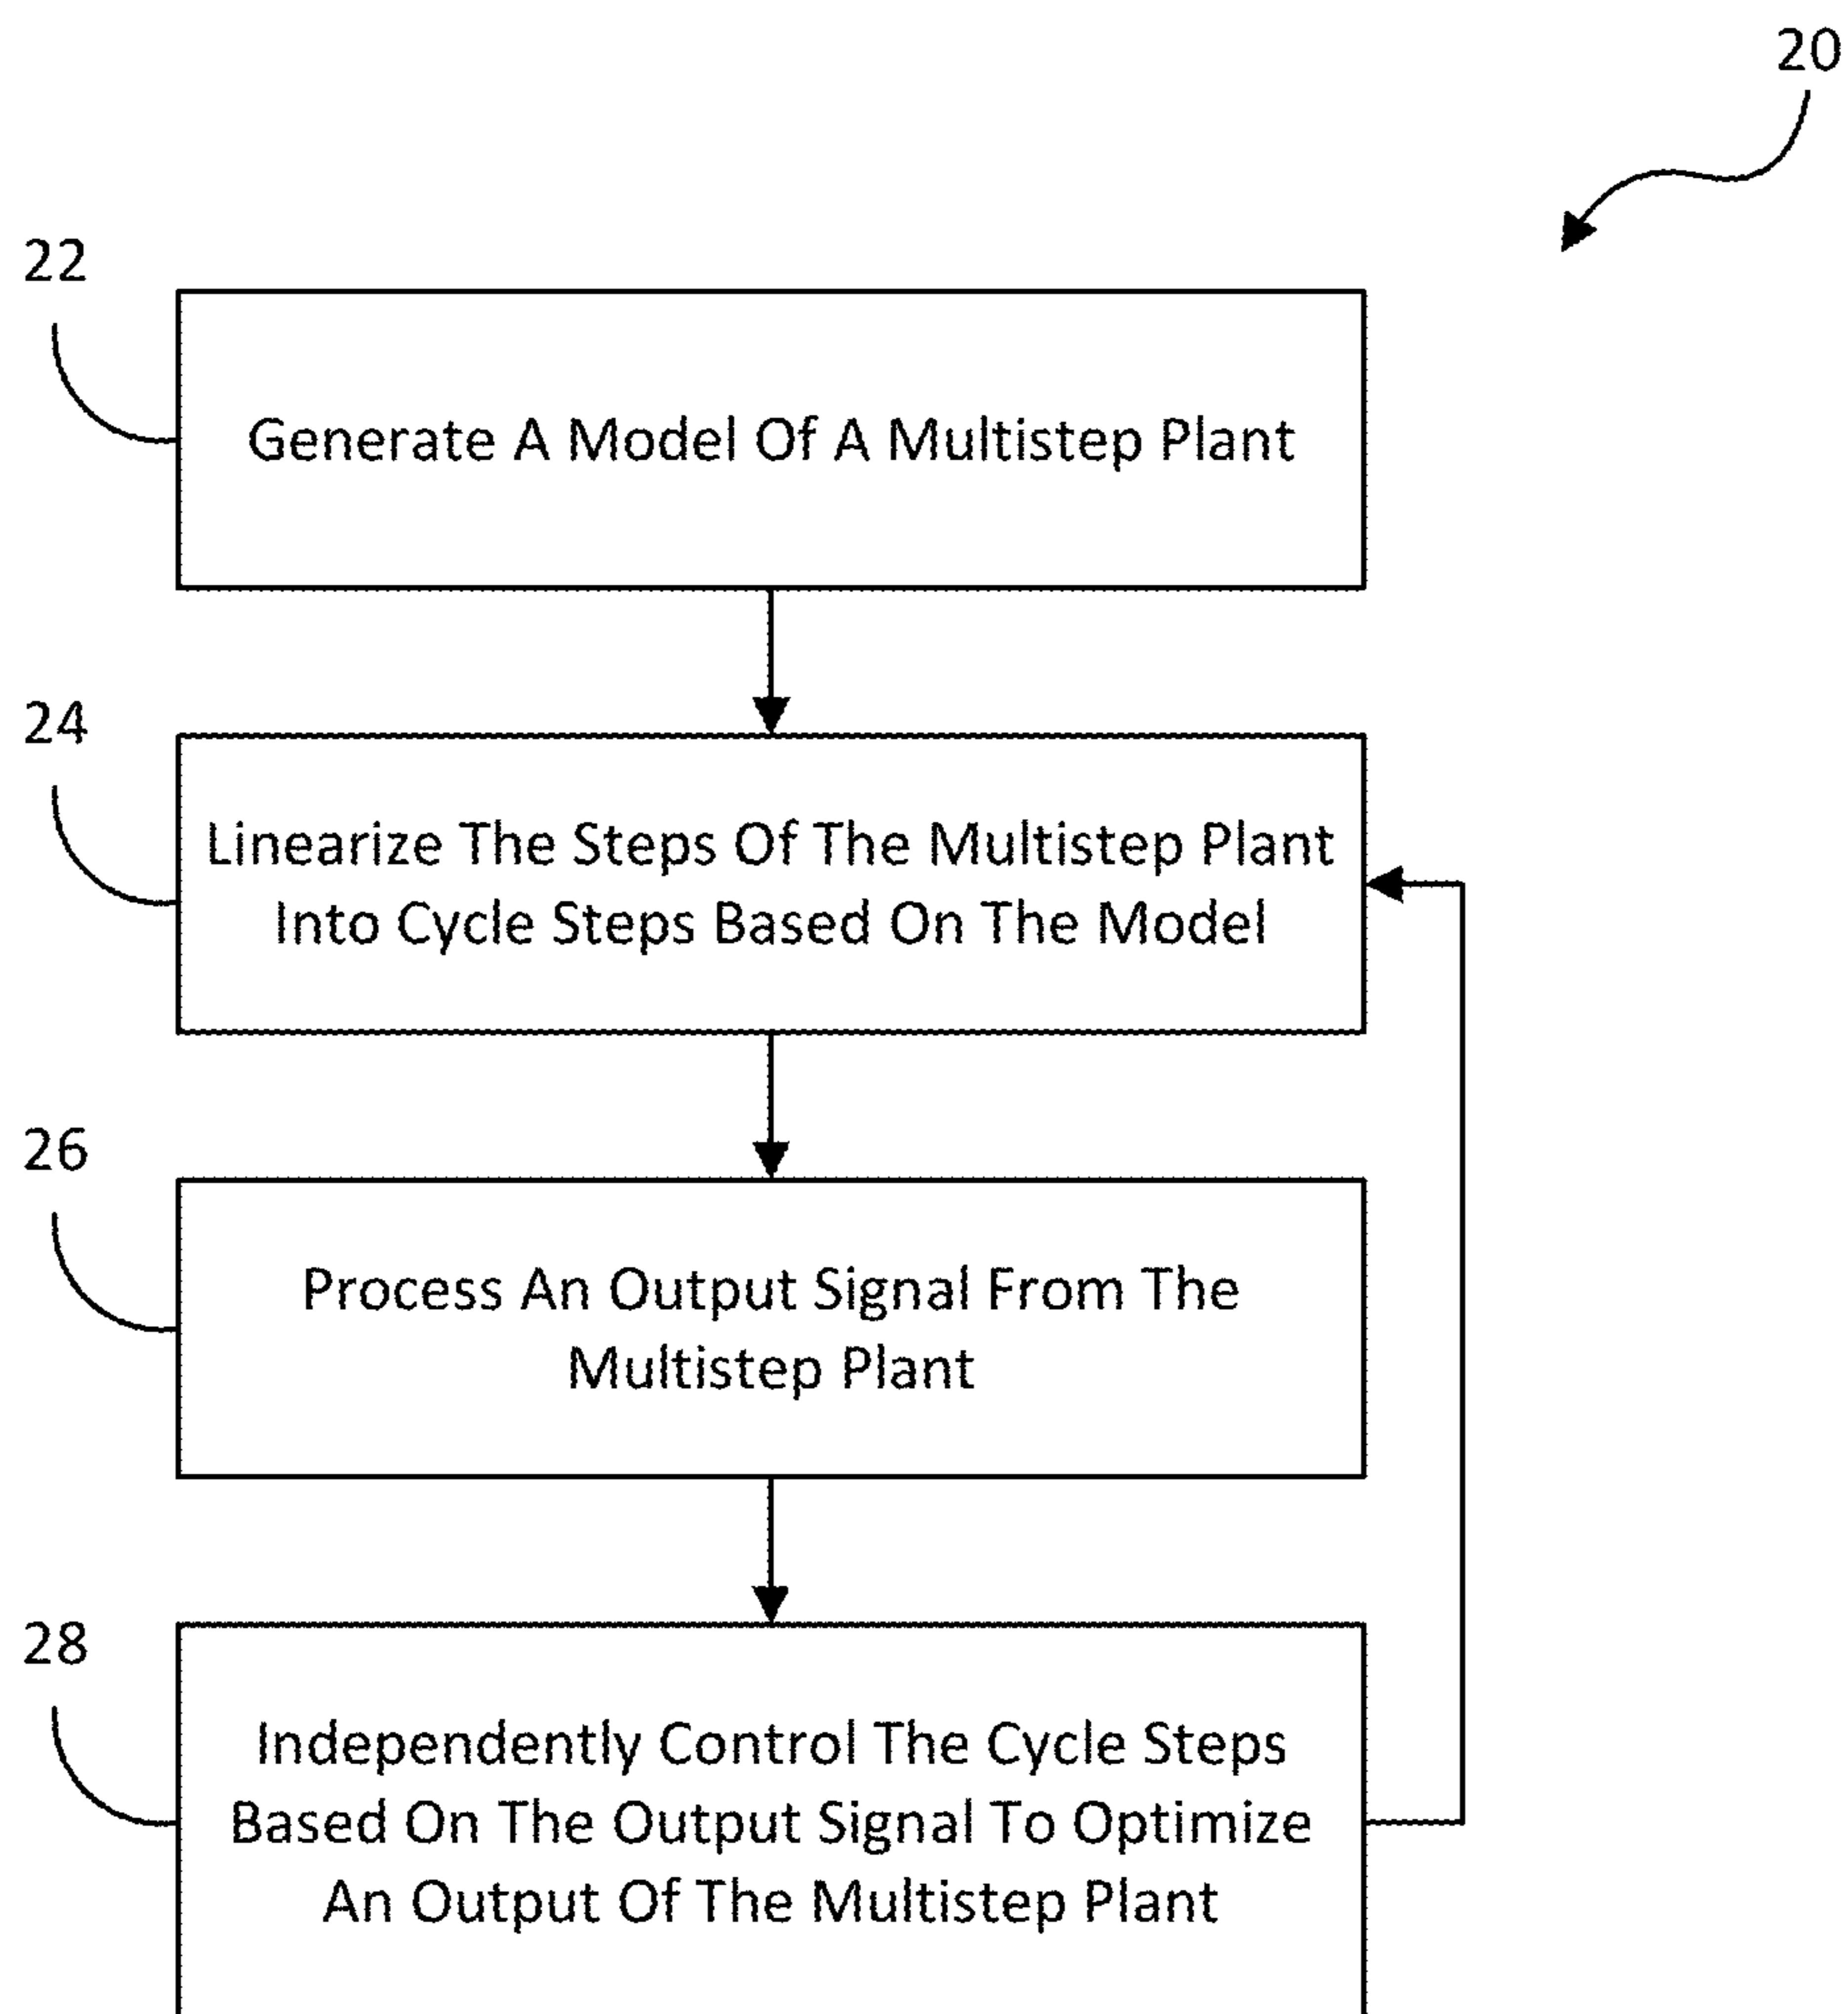 20
22
Generate A Model Of A Multistep Plant
24
Linearize The Steps Of The Multistep Plant
Into Cycle Steps Based On The Model
26
Process An Output Signal From The
Multistep Plant
28
Independently Control The Cycle Steps
Based On The Output Signal To Optimize
An Output Of The Multistep Plant